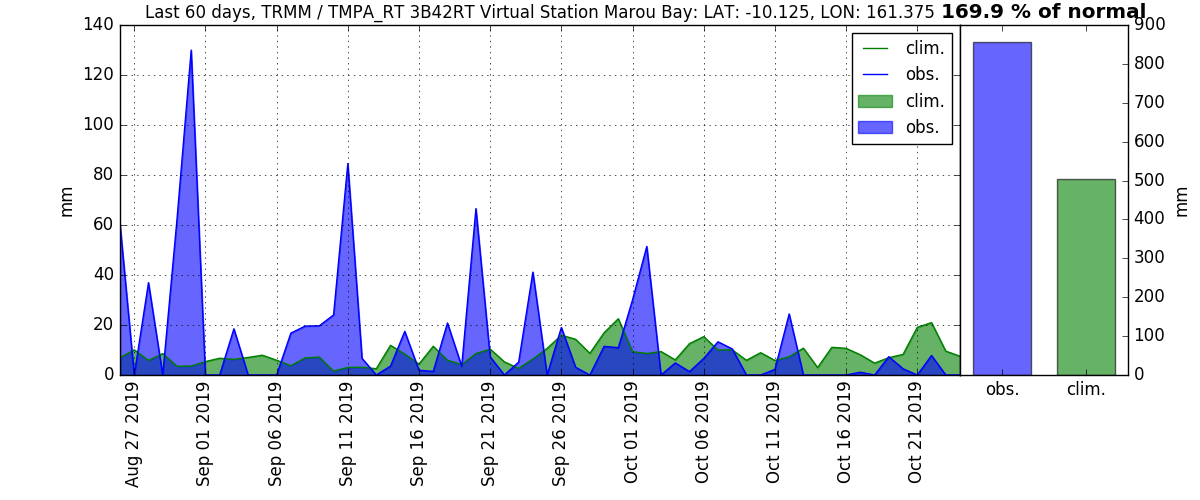 Last 60 days, TRMM / TMPA_RT 3B42RT Virtual Station Marou Bay: LAT: -10.125, LON: 161.375 169.9 % of normal
140
120
100
80
60
40
20
0
mm
clim.
obs.
clim.
obs.
900
800
700
600
500
400
300
200
100
0
mm
Aug 27 2019
Sep 01 2019
Sep 06 2019
Sep 11 2019
Sep 16 2019
Sep 21 2019
Sep 26 2019
Oct 01 2019
Oct 06 2019
Oct 11 2019
Oct 16 2019
Oct 21 2019
obs.
clim.